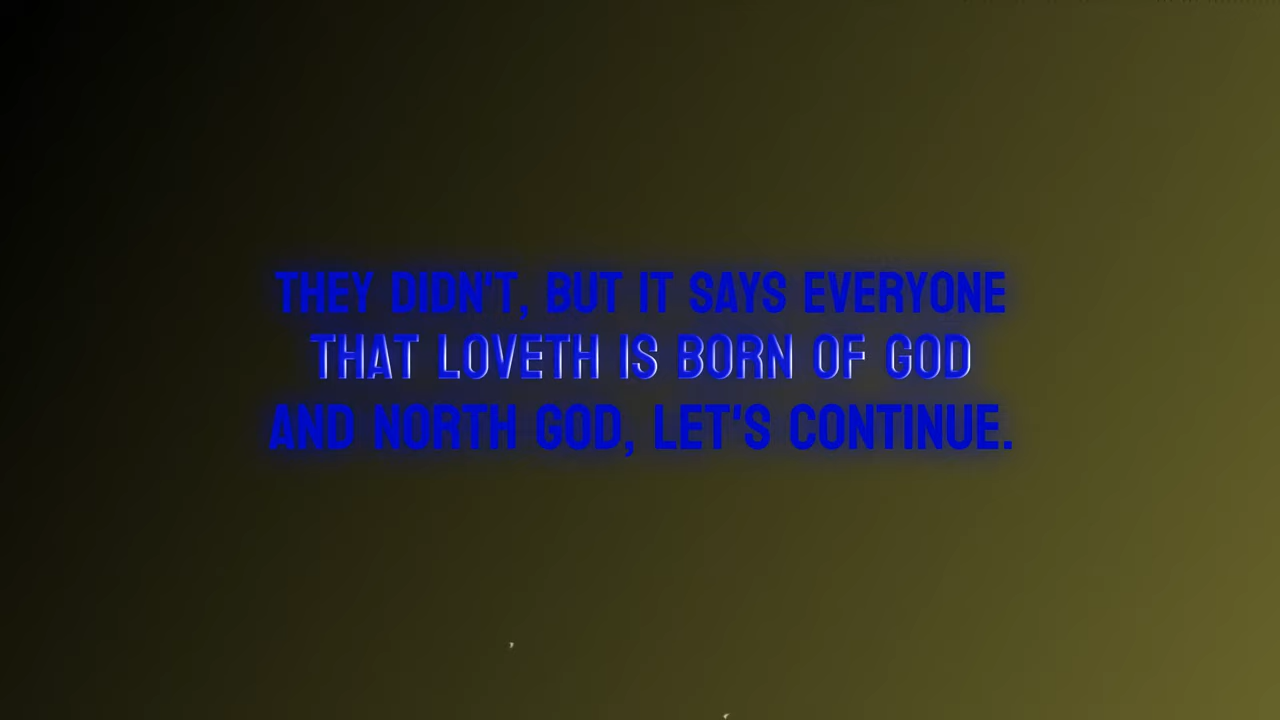 THEY DIDN'T, BUT IT SAYS EVERYONE
THAT LOVETH IS BORN OF GOD
AND NORTH GOD, LET'S CONTINUE.